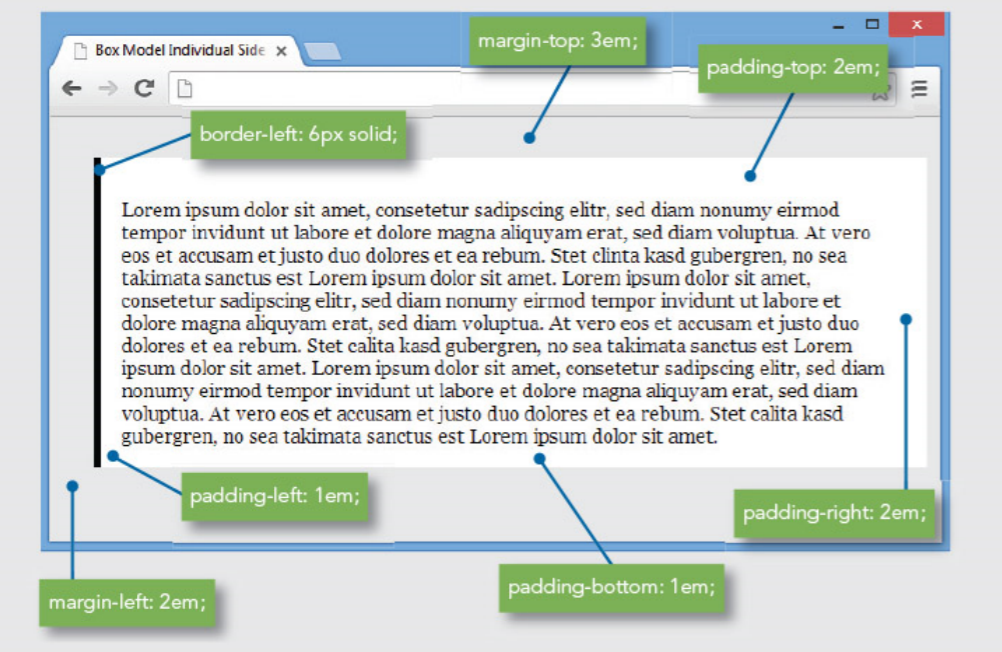 Box Model Individual Side
margin-top: 3em;
padding-top: 2em;
border-left: 6px solid;
Lorem ipsum dolor sit amet, consetetur sadipscing elitr, sed diam nonumy eirmod
tempor invidunt ut labore et dolore magna aliquyam erat, sed diam voluptua. At vero
eos et accusam et justo duo dolores et ea rebum. Stet clinta kasd gubergren, no sea
takimata sanctus est Lorem ipsum dolor sit amet. Lorem ipsum dolor sit amet,
consetetur sadipscing elitr, sed diam nonumy eirmod tempor invidunt ut labore et
dolore magna aliquyam erat, sed diam voluptua. At vero eos et accusam et justo duo
dolores et ea rebum. Stet calita kasd gubergren, no sea takimata sanctus est Lorem
ipsum dolor sit amet. Lorem ipsum dolor sit amet, consetetur sadipscing elitr, sed diam
nonumy eirmod tempor invidunt ut labore et dolore magna aliquyam erat, sed diam
voluptua. At vero eos et accusam et justo duo dolores et ea rebum. Stet calita kasd
gubergren, no sea takimata sanctus est Lorem ipsum dolor sit amet.
padding-left: 1em;
padding-right: 2em;
padding-bottom: 1em;
margin-left: 2em;